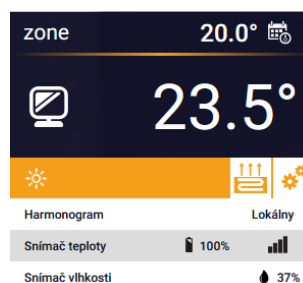 zone 20.0°
23.5°
Harmonogram Lokálny
Snímač teploty 100%
Snímač vlhkosti 37%